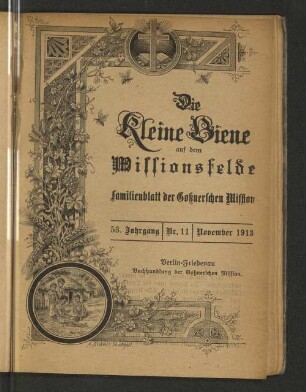 Die
Kleine Biene
auf dem
Missionsfelde
Familienblatt der Goßnerschen Mission
53. Jahrgang | Nr. 11 | November 1913
Berlin-Friedenau
Buchhandlung der Goßnerschen Mission.